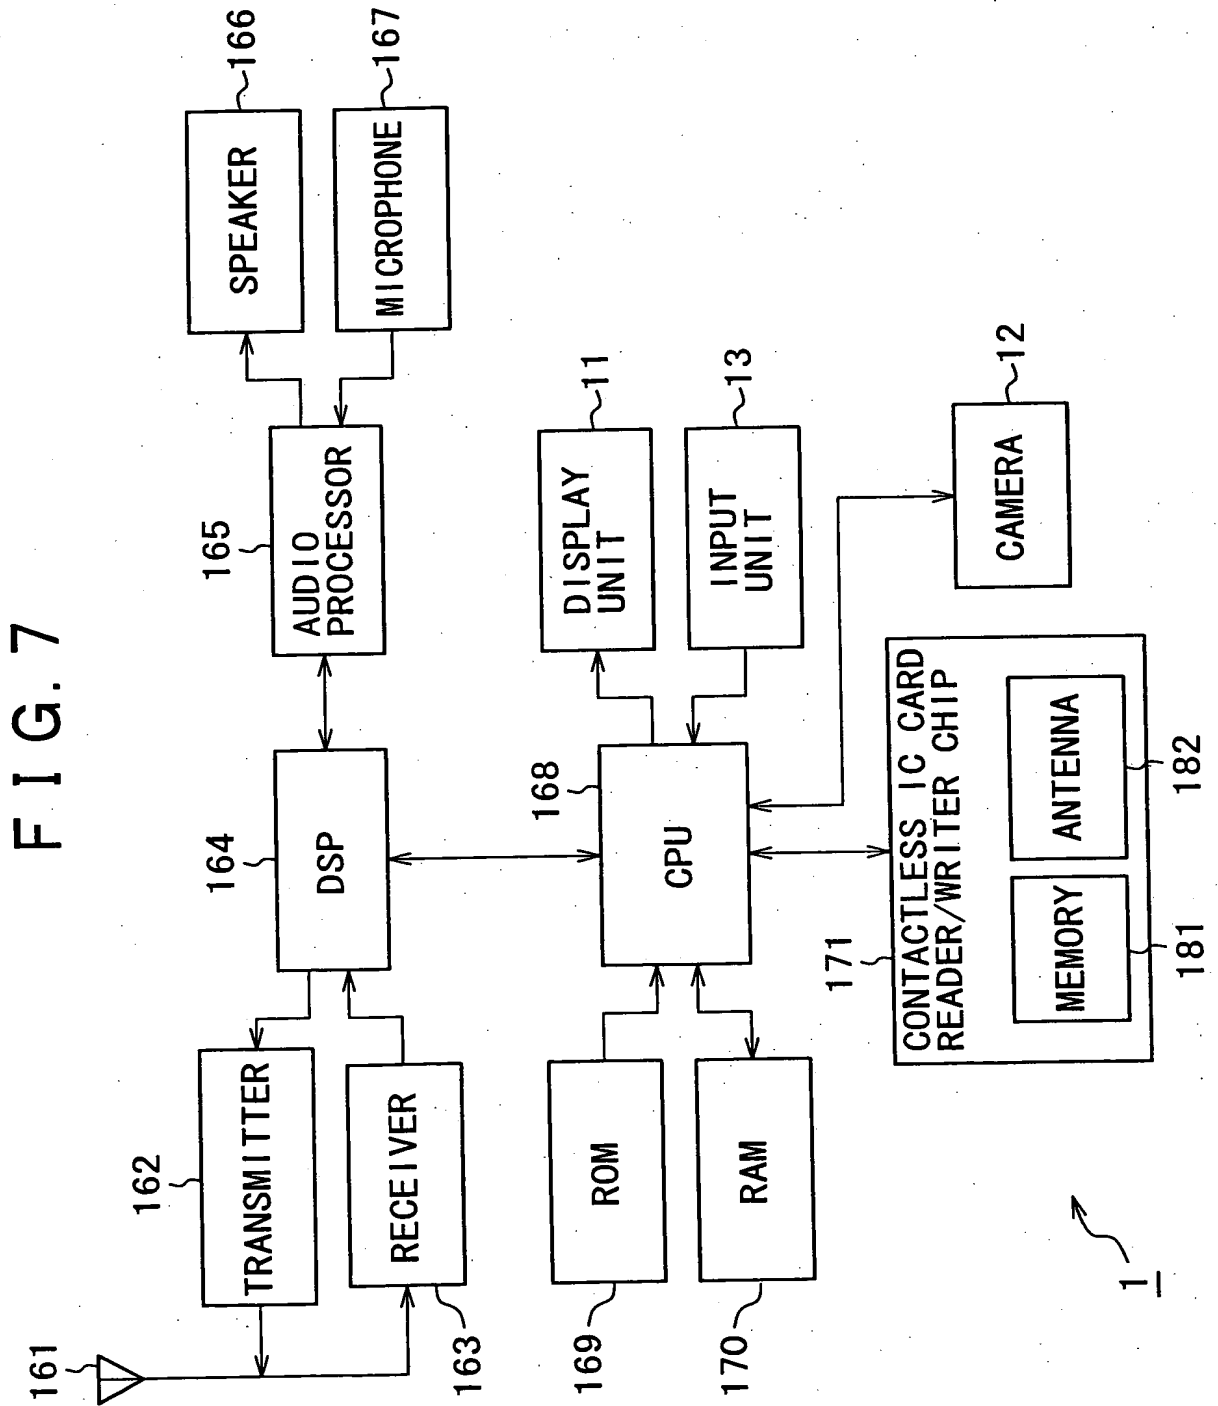 FIG. 7
161
162
TRANSMITTER
163
RECEIVER
164
DSP
165
AUDIO
PROCESSOR
166
SPEAKER
167
MICROPHONE
168
CPU
169
ROM
170
RAM
11
DISPLAY
UNIT
13
INPUT
UNIT
12
CAMERA
171
CONTACTLESS IC CARD
READER/WRITER CHIP
MEMORY
181
ANTENNA
182
1